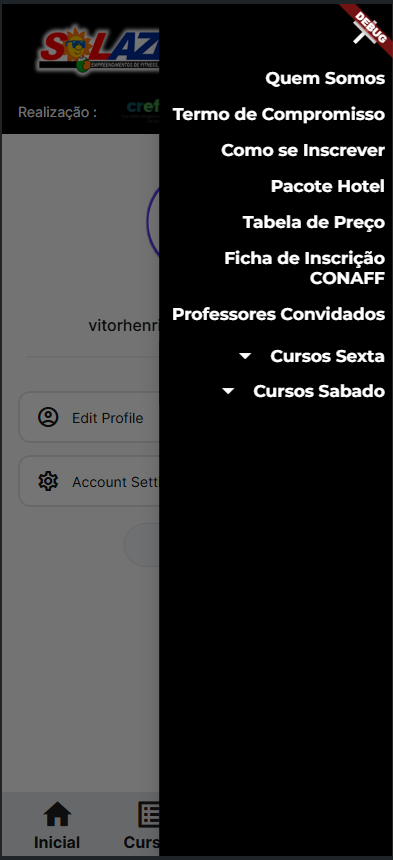 DEBUG
SOLAZ
EMPREENDIMENTOS DE FITNESS,
Realização :
cref
Quem Somos
Termo de Compromisso
Como se Inscrever
Pacote Hotel
Tabela de Preço
Ficha de Inscrição
CONAFF
Professores Convidados
Cursos Sexta
Cursos Sabado
vitorhenri
Edit Profile
Account Sett
Inicial
Curs